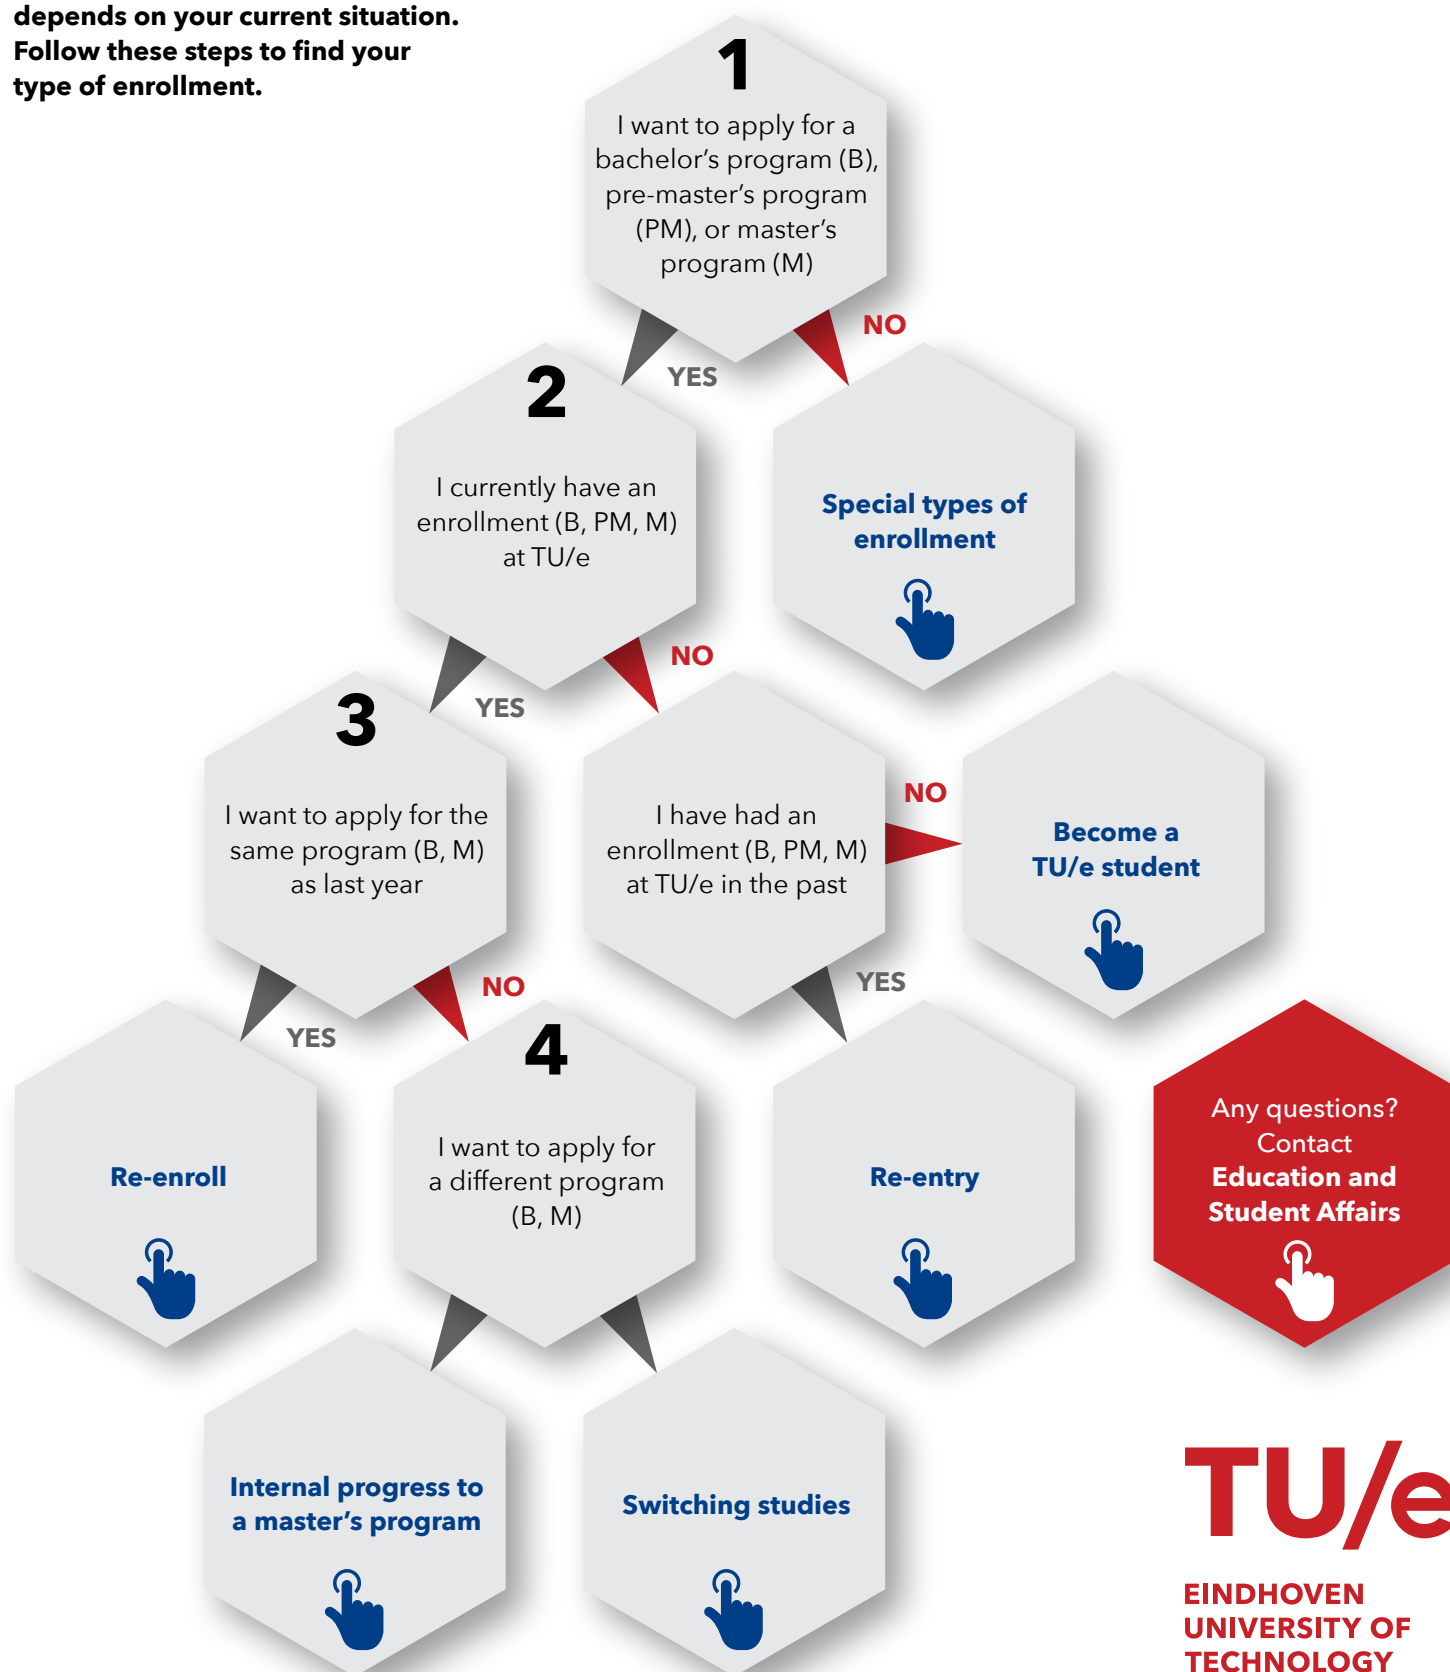 depends on your current situation.
Follow these steps to find your
type of enrollment.
1
I want to apply for a
bachelor's program (B),
pre-master's program
(PM), or master's
program (M)
NO
YES
2
I currently have an
enrollment (B, PM, M)
at TU/e
Special types of
enrollment
NO
YES
3
I want to apply for the
same program (B, M)
as last year
I have had an
enrollment (B, PM, M)
at TU/e in the past
NO
Become a
TU/e student
YES
NO
YES
Re-enroll
4
I want to apply for
a different program
(B, M)
Re-entry
Any questions?
Contact
Education and
Student Affairs
Internal progress to
a master's program
Switching studies
TU/e
EINDHOVEN
UNIVERSITY OF
TECHNOLOGY